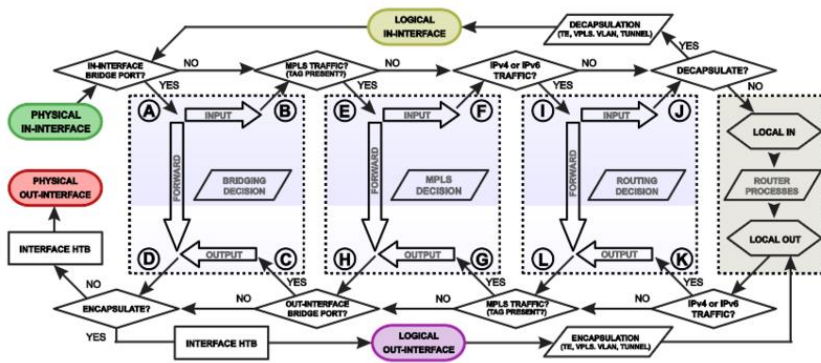 LOGICAL
IN-INTERFACE
DECAPSULATION
(TE, VPLS. VLAN, TUNNEL)
YES
IN-INTERFACE
BRIDGE PORT?
NO
MPLS TRAFFIC?
(TAG PRESENT?)
NO
IPv4 or IPv6
TRAFFIC?
NO
DECAPSULATE?
YES
YES
YES
NO
PHYSICAL
IN-INTERFACE
A
INPUT
B
E
INPUT
F
I
INPUT
J
LOCAL IN
FORWARD
BRIDGING
DECISION
FORWARD
MPLS
DECISION
FORWARD
ROUTING
DECISION
ROUTER
PROCESSES
PHYSICAL
OUT-INTERFACE
INTERFACE HTB
D
OUTPUT
C
H
OUTPUT
G
L
OUTPUT
K
LOCAL OUT
NO
YES
YES
YES
ENCAPSULATE?
NO
OUT-INTERFACE
BRIDGE PORT?
NO
MPLS TRAFFIC?
(TAG PRESENT?)
NO
IPv4 or IPv6
TRAFFIC?
YES
INTERFACE HTB
LOGICAL
OUT-INTERFACE
ENCAPSULATION
(TE, VPLS. VLAN, TUNNEL)